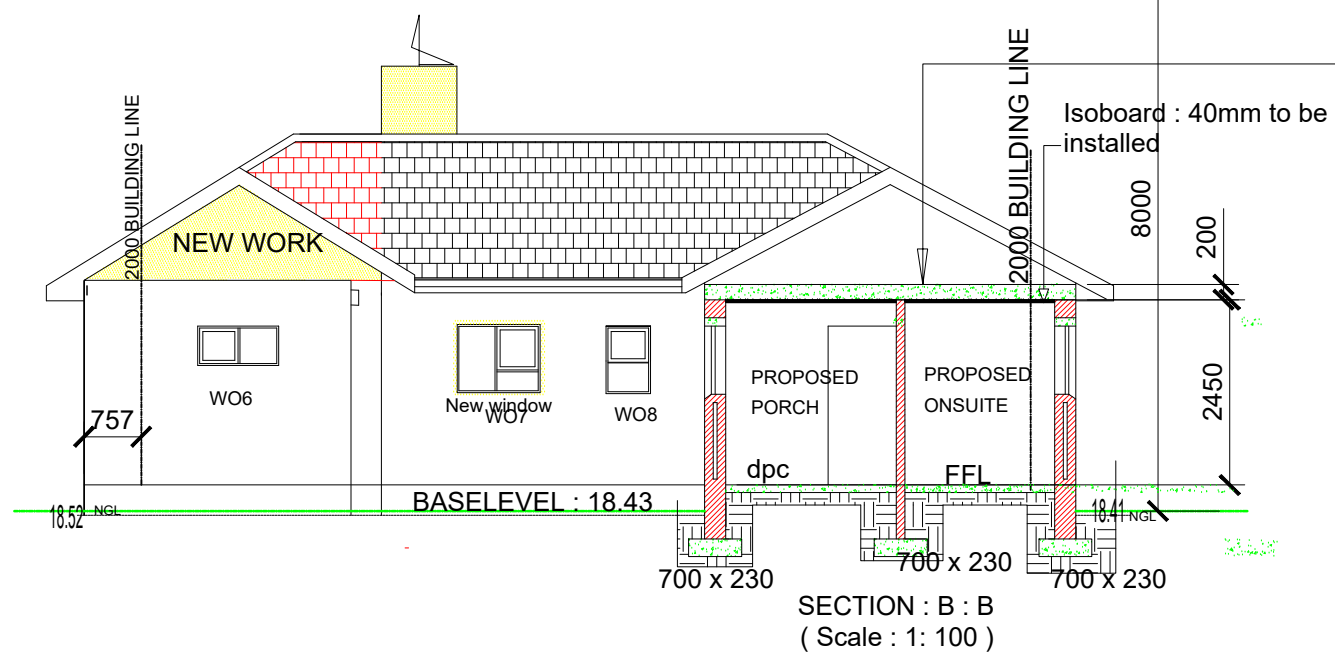 2000 BUILDING LINE
2000 BUILDING LINE
Isoboard : 40mm to be
installed
8000
200
NEW WORK
2450
WO6
New window
WO7
WO8
PROPOSED
PORCH
PROPOSED
ONSUITE
757
dpc
FFL
BASELEVEL : 18.43
18.52 NGL
18.41 NGL
700 x 230
700 x 230
700 x 230
SECTION : B : B
( Scale : 1: 100 )